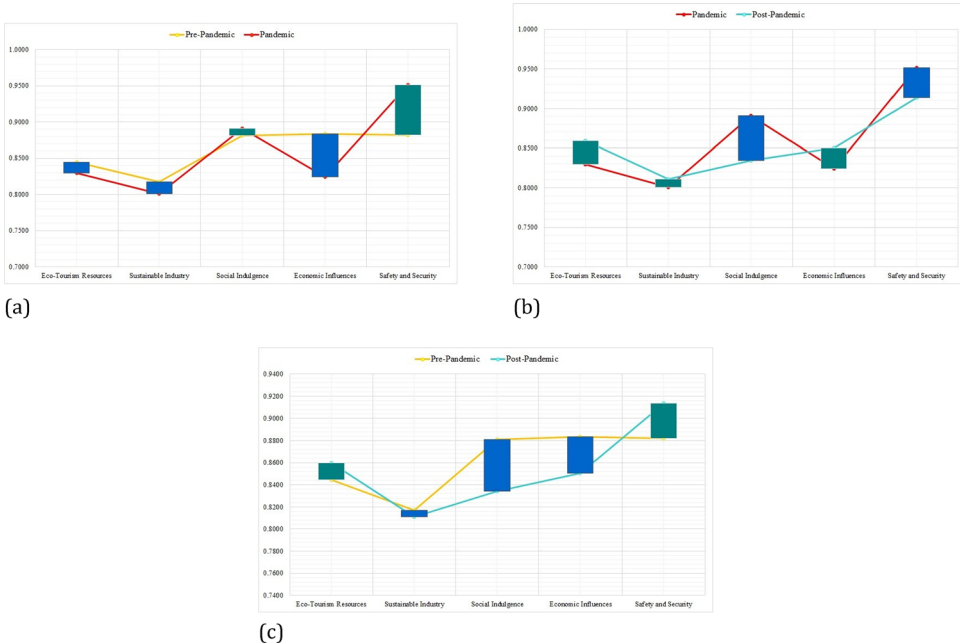 Pre-Pandemic Pandemic
1.0000
0.9500
0.9000
0.8500
0.8000
0.7500
0.7000
Eco-Tourism Resources Sustainable Industry Social Indulgence Economic Influences Safety and Security
(a)
Pandemic Post-Pandemic
1.0000
0.9500
0.9000
0.8500
0.8000
0.7500
0.7000
Eco-Tourism Resources Sustainable Industry Social Indulgence Economic Influences Safety and Security
(b)
Pre-Pandemic Post-Pandemic
0.9400
0.9200
0.9000
0.8800
0.8600
0.8400
0.8200
0.8000
0.7800
0.7600
0.7400
Eco-Tourism Resources Sustainable Industry Social Indulgence Economic Influences Safety and Security
(c)